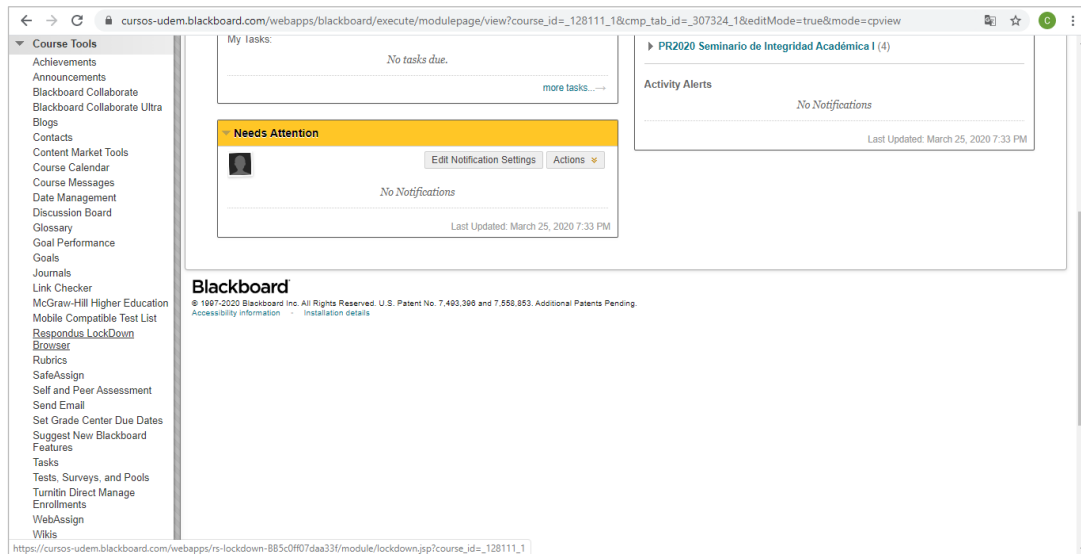 cursos-udem.blackboard.com/webapps/blackboard/execute/modulepage/view?course_id=_128111_1&cmp_tab_id=_307324_1&editMode=true&mode=cpview
C
Course Tools
Achievements
Announcements
Blackboard Collaborate
Blackboard Collaborate Ultra
Blogs
Contacts
Content Market Tools
Course Calendar
Course Messages
Date Management
Discussion Board
Glossary
Goal Performance
Goals
Journals
Link Checker
McGraw-Hill Higher Education
Mobile Compatible Test List
Respondus LockDown
Browser
Rubrics
SafeAssign
Self and Peer Assessment
Send Email
Set Grade Center Due Dates
Suggest New Blackboard
Features
Tasks
Tests, Surveys, and Pools
Turnitin Direct Manage
Enrollments
WebAssign
Wikis
My Tasks:
No tasks due.
more tasks...→
Needs Attention
Edit Notification Settings
Actions
No Notifications
Last Updated: March 25, 2020 7:33 PM
PR2020 Seminario de Integridad Académica I (4)
Activity Alerts
No Notifications
Last Updated: March 25, 2020 7:33 PM
Blackboard
© 1997-2020 Blackboard Inc. All Rights Reserved. U.S. Patent No. 7,493,396 and 7,558,853. Additional Patents Pending.
Accessibility information - Installation details
https://cursos-udem.blackboard.com/webapps/rs-lockdown-BB5c0ff07daa33f/module/lockdown.jsp?course_id=_128111_1